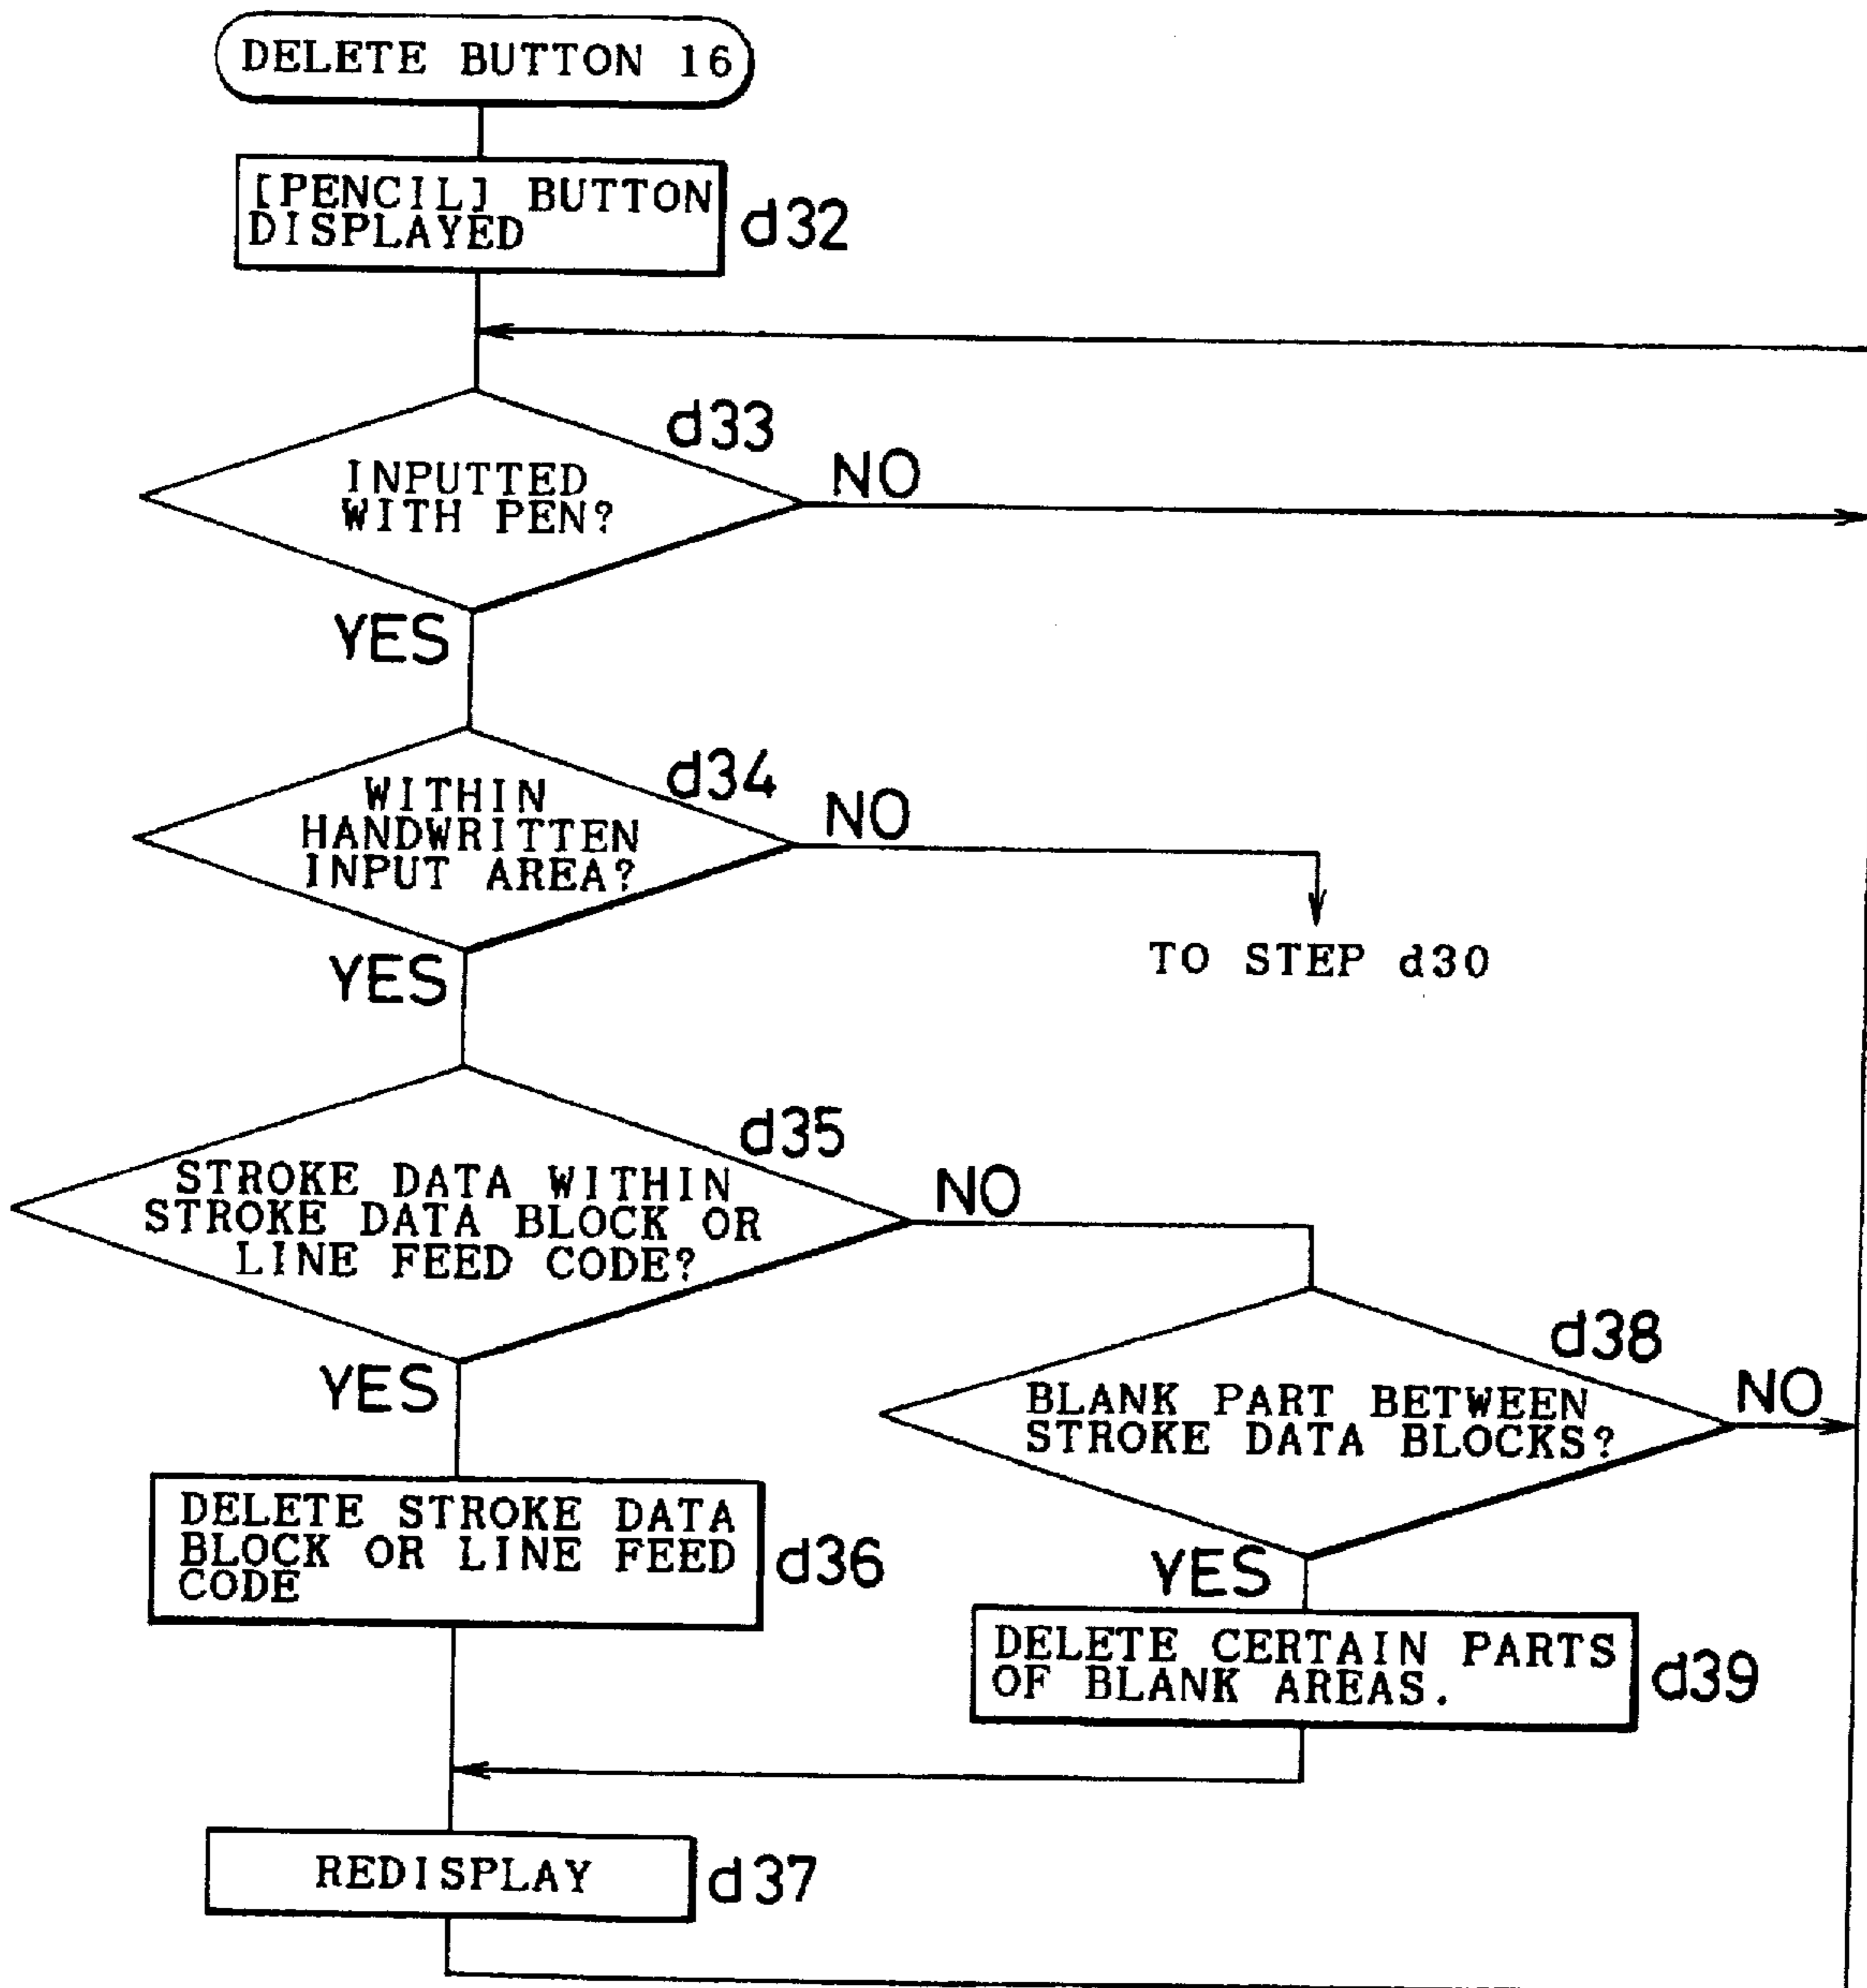 DELETE BUTTON 16
[PENCIL] BUTTON
DISPLAYED
d32
d33
INPUTTED
WITH PEN?
NO
YES
d34
WITHIN
HANDWRITTEN
INPUT AREA?
NO
YES
TO STEP d30
d35
STROKE DATA WITHIN
STROKE DATA BLOCK OR
LINE FEED CODE?
NO
YES
d38
BLANK PART BETWEEN
STROKE DATA BLOCKS?
NO
YES
DELETE STROKE DATA
BLOCK OR LINE FEED
CODE
d36
DELETE CERTAIN PARTS
OF BLANK AREAS.
d39
REDISPLAY
d37